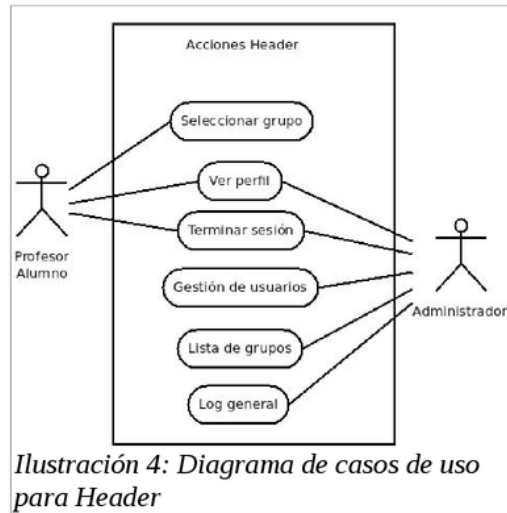 Acciones Header
Seleccionar grupo
Ver perfil
Terminar sesión
Profesor
Alumno
Gestión de usuarios
Administrador
Lista de grupos
Log general
Ilustración 4: Diagrama de casos de uso
para Header